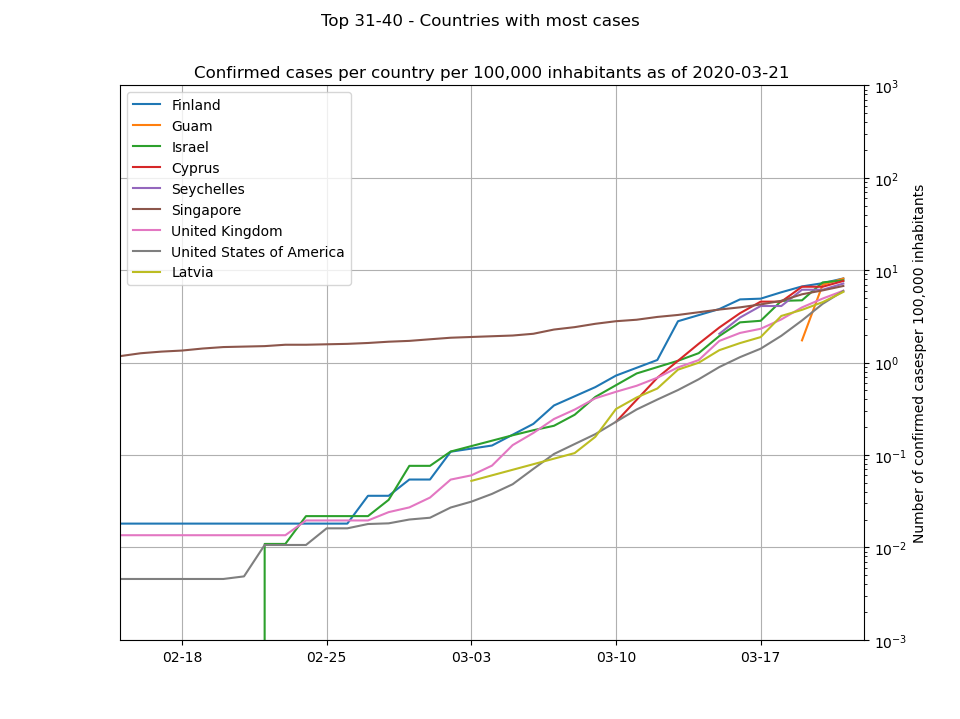 Top 31-40 - Countries with most cases
Confirmed cases per country per 100,000 inhabitants as of 2020-03-21
Finland
Guam
Israel
Cyprus
Seychelles
Singapore
United Kingdom
United States of America
Latvia
10³
10²
10¹
10⁰
10⁻¹
10⁻²
10⁻³
Number of confirmed casesper 100,000 inhabitants
02-18 02-25 03-03 03-10 03-17